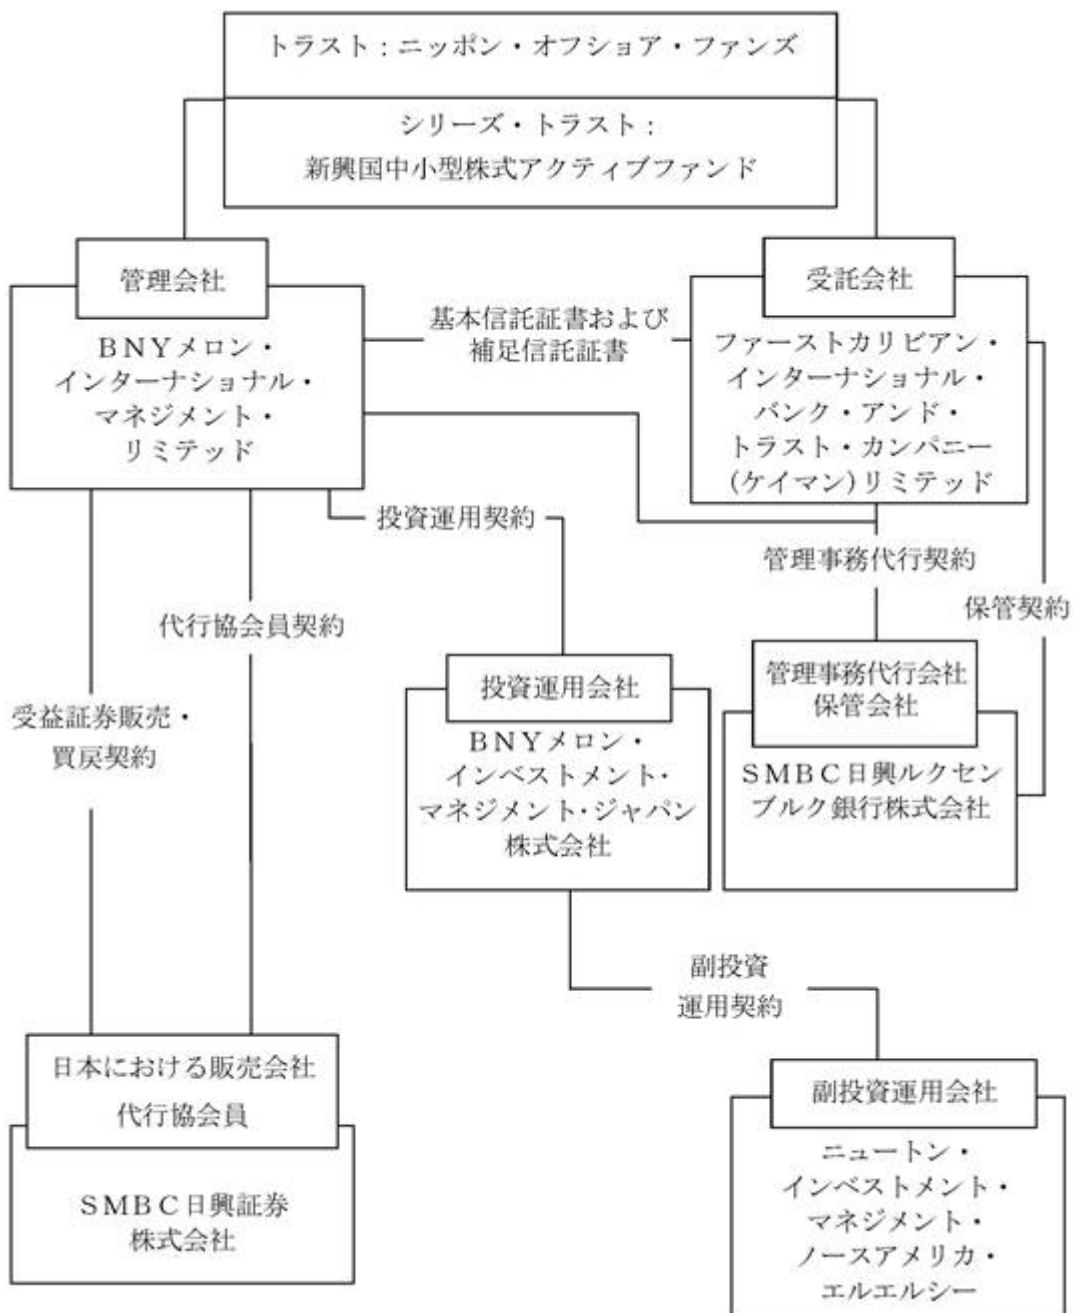 トラスト：ニッポン・オフショア・ファンズ
シリーズ・トラスト：
新興国中小型株式アクティブファンド
管理会社
BNYメロン・
インターナショナル・
マネジメント・
リミテッド
基本信託証書および
補足信託証書
受託会社
ファーストカリビアン・
インターナショナル・
バンク・アンド・
トラスト・カンパニー
(ケイマン)リミテッド
投資運用契約
管理事務代行契約
保管契約
代行協会員契約
受益証券販売・
買戻契約
投資運用会社
BNYメロン・
インベストメント・
マネジメント・ジャパン
株式会社
管理事務代行会社
保管会社
SMBC日興ルクセン
ブルク銀行株式会社
副投資
運用契約
日本における販売会社
代行協会員
SMBC日興証券
株式会社
副投資運用会社
ニュートン・
インベストメント・
マネジメント・
ノースアメリカ・
エルエルシー